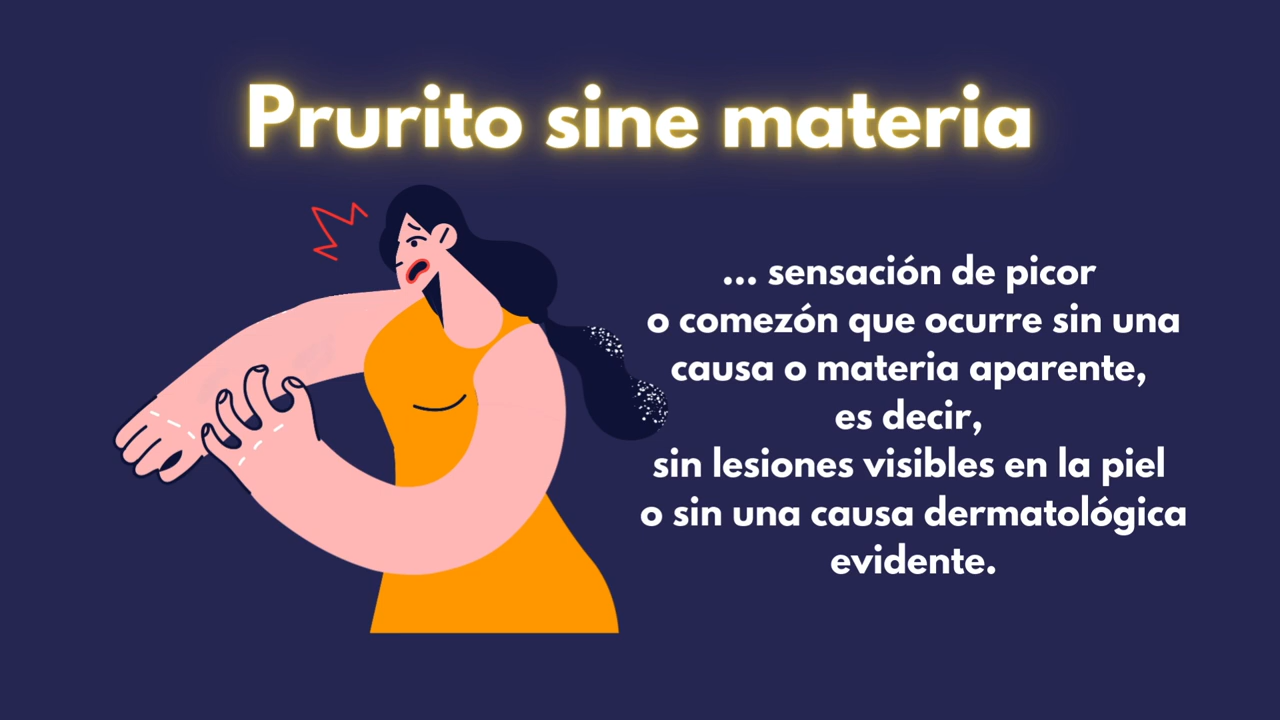 Prurito sine materia
... sensación de picor
o comezón que ocurre sin una
causa o materia aparente,
es decir,
sin lesiones visibles en la piel
o sin una causa dermatológica
evidente.